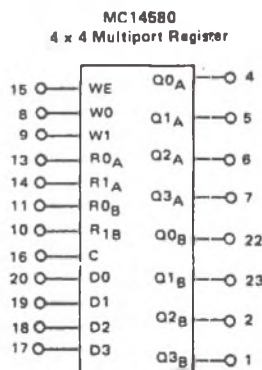 MC14580
4 x 4 Multiport Register
15 WE Q0A 4
8 W0 Q1A 5
9 W1 Q2A 6
13 R0A Q3A 7
14 R1A Q0B 22
11 R0B Q1B 23
10 R1B Q2B 2
16 C Q3B 1
20 D0
19 D1
18 D2
17 D3